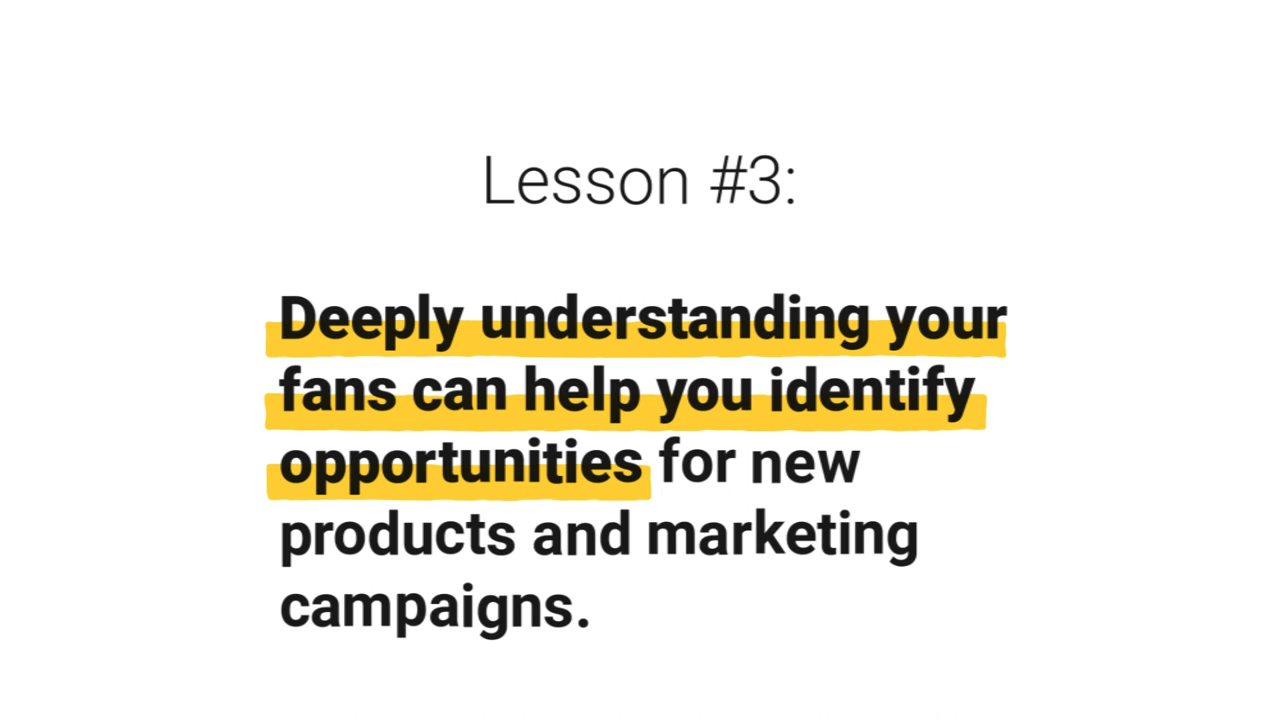 Lesson #3:
Deeply understanding your
fans can help you identify
opportunities for new
products and marketing
campaigns.